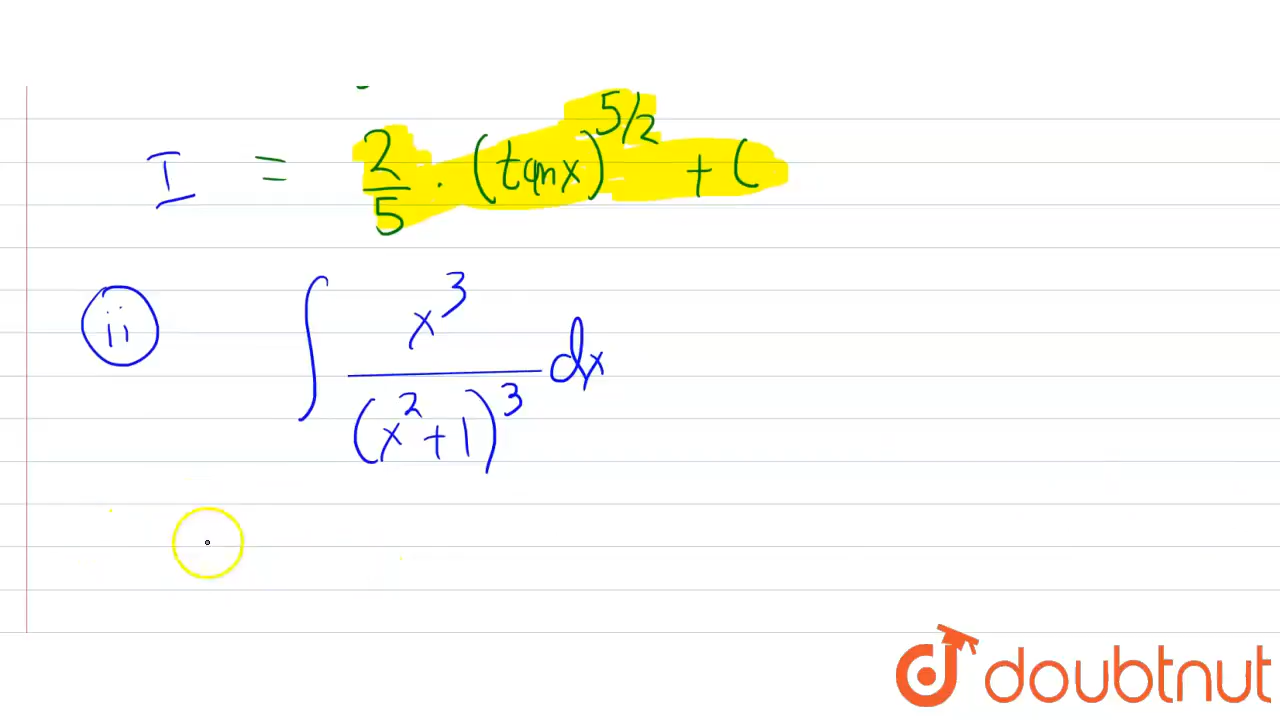 I = 2/5 · (tanx)^5/2 + C
ii ∫ x^3/(x^2+1)^3 dx
doubtnut